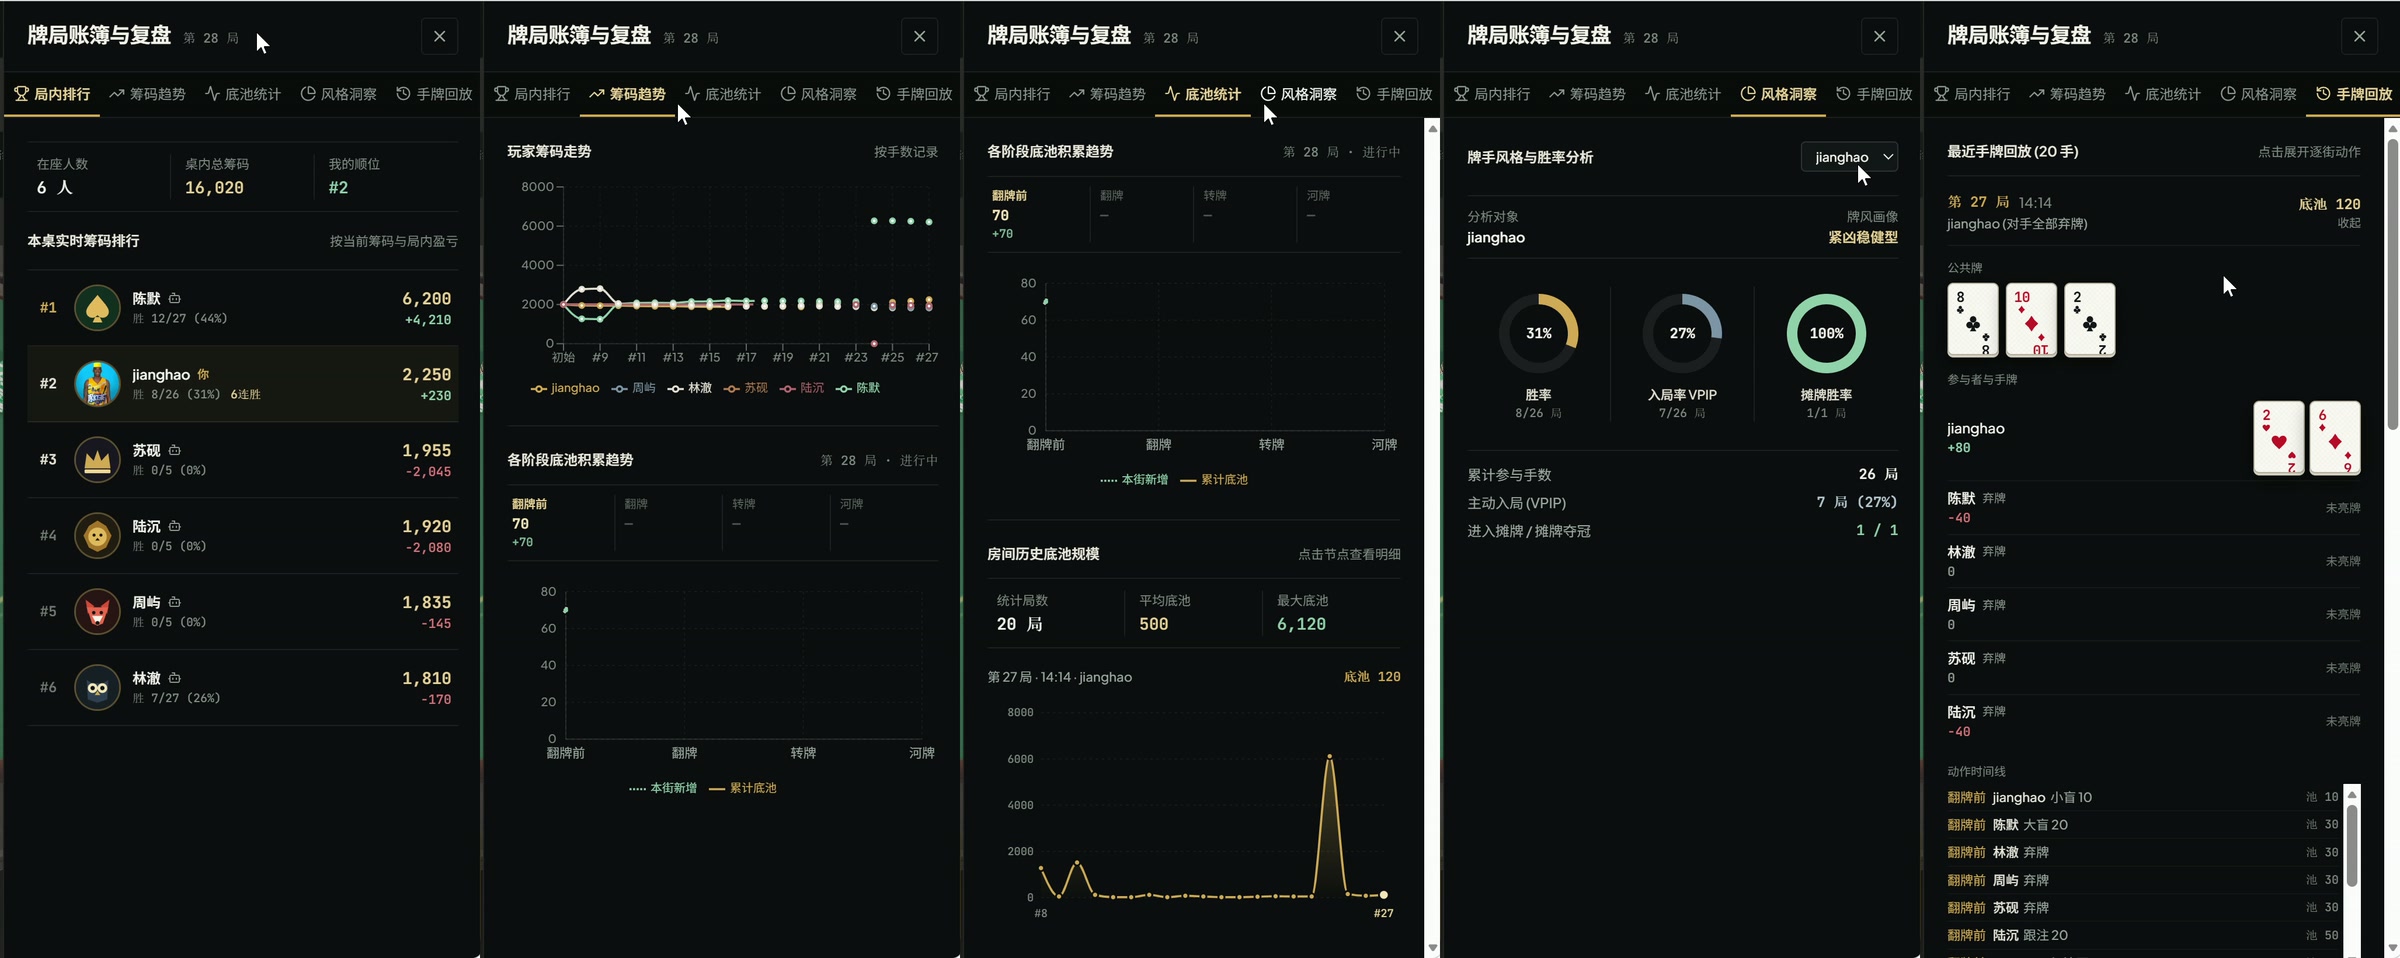 牌局账簿与复盘 第 28 局
局内排行 筹码趋势 底池统计 风格洞察 手牌回放
在座人数 桌内总筹码 我的顺位
6 人 16,020 #2
本桌实时筹码排行 按当前筹码与局内盈亏
#1 陈默 6,200
胜 12/27 (44%) +4,210
#2 jianghao 你 2,250
胜 8/26 (31%) 6连胜 +230
#3 苏砚 1,955
胜 0/5 (0%) -2,045
#4 陆沉 1,920
胜 0/5 (0%) -2,080
#5 周屿 1,835
胜 0/5 (0%) -145
#6 林澈 1,810
胜 7/27 (26%) -170
牌局账簿与复盘 第 28 局
局内排行 筹码趋势 底池统计 风格洞察 手牌回放
玩家筹码走势 按手数记录
8000
6000
4000
2000
0
初始 #9 #11 #13 #15 #17 #19 #21 #23 #25 #27
jianghao 周屿 林澈 苏砚 陆沉 陈默
各阶段底池积累趋势 第 28 局 · 进行中
翻牌前 翻牌 转牌 河牌
70 — — —
+70
80
60
40
20
0
翻牌前 翻牌 转牌 河牌
本街新增 累计底池
牌局账簿与复盘 第 28 局
局内排行 筹码趋势 底池统计 风格洞察 手牌回放
各阶段底池积累趋势 第 28 局 · 进行中
翻牌前 翻牌 转牌 河牌
70 — — —
+70
80
60
40
20
0
翻牌前 翻牌 转牌 河牌
本街新增 累计底池
房间历史底池规模 点击节点查看明细
统计局数 平均底池 最大底池
20 局 500 6,120
第27局 · 14:14 · jianghao 底池 120
8000
6000
4000
2000
0
#8 #27
牌局账簿与复盘 第 28 局
局内排行 筹码趋势 底池统计 风格洞察 手牌回放
牌手风格与胜率分析 jianghao
分析对象 牌风画像
jianghao 紧凶稳健型
31% 27% 100%
胜率 入局率 VPIP 摊牌胜率
8/26 局 7/26 局 1/1 局
累计参与手数 26 局
主动入局 (VPIP) 7 局 (27%)
进入摊牌 / 摊牌夺冠 1 / 1
牌局账簿与复盘 第 28 局
局内排行 筹码趋势 底池统计 风格洞察 手牌回放
最近手牌回放 (20 手) 点击展开逐街动作
第 27 局 14:14 底池 120
jianghao (对手全部弃牌) 收起
公共牌
8 10 2
8 10 2
参与者与手牌
2 6
jianghao
+80
2 6
陈默 弃牌 未亮牌
-40
林澈 弃牌 未亮牌
0
周屿 弃牌 未亮牌
0
苏砚 弃牌 未亮牌
0
陆沉 弃牌 未亮牌
-40
动作时间线
翻牌前 jianghao 小盲 10 池 10
翻牌前 陈默 大盲 20 池 30
翻牌前 林澈 弃牌 池 30
翻牌前 周屿 弃牌 池 30
翻牌前 苏砚 弃牌 池 30
翻牌前 陆沉 跟注 20 池 50